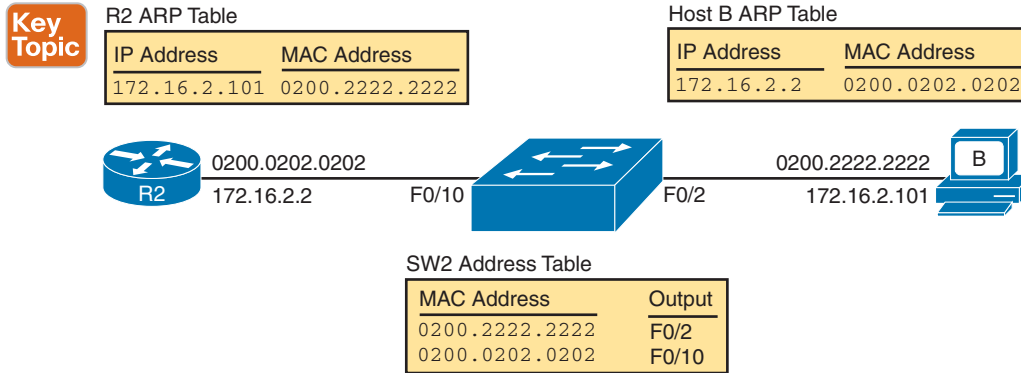 Key
Topic
R2 ARP Table
IP Address MAC Address
172.16.2.101 0200.2222.2222
Host B ARP Table
IP Address MAC Address
172.16.2.2 0200.0202.0202
R2
0200.0202.0202
172.16.2.2
F0/10
F0/2
0200.2222.2222
172.16.2.101
B
SW2 Address Table
MAC Address Output
0200.2222.2222 F0/2
0200.0202.0202 F0/10